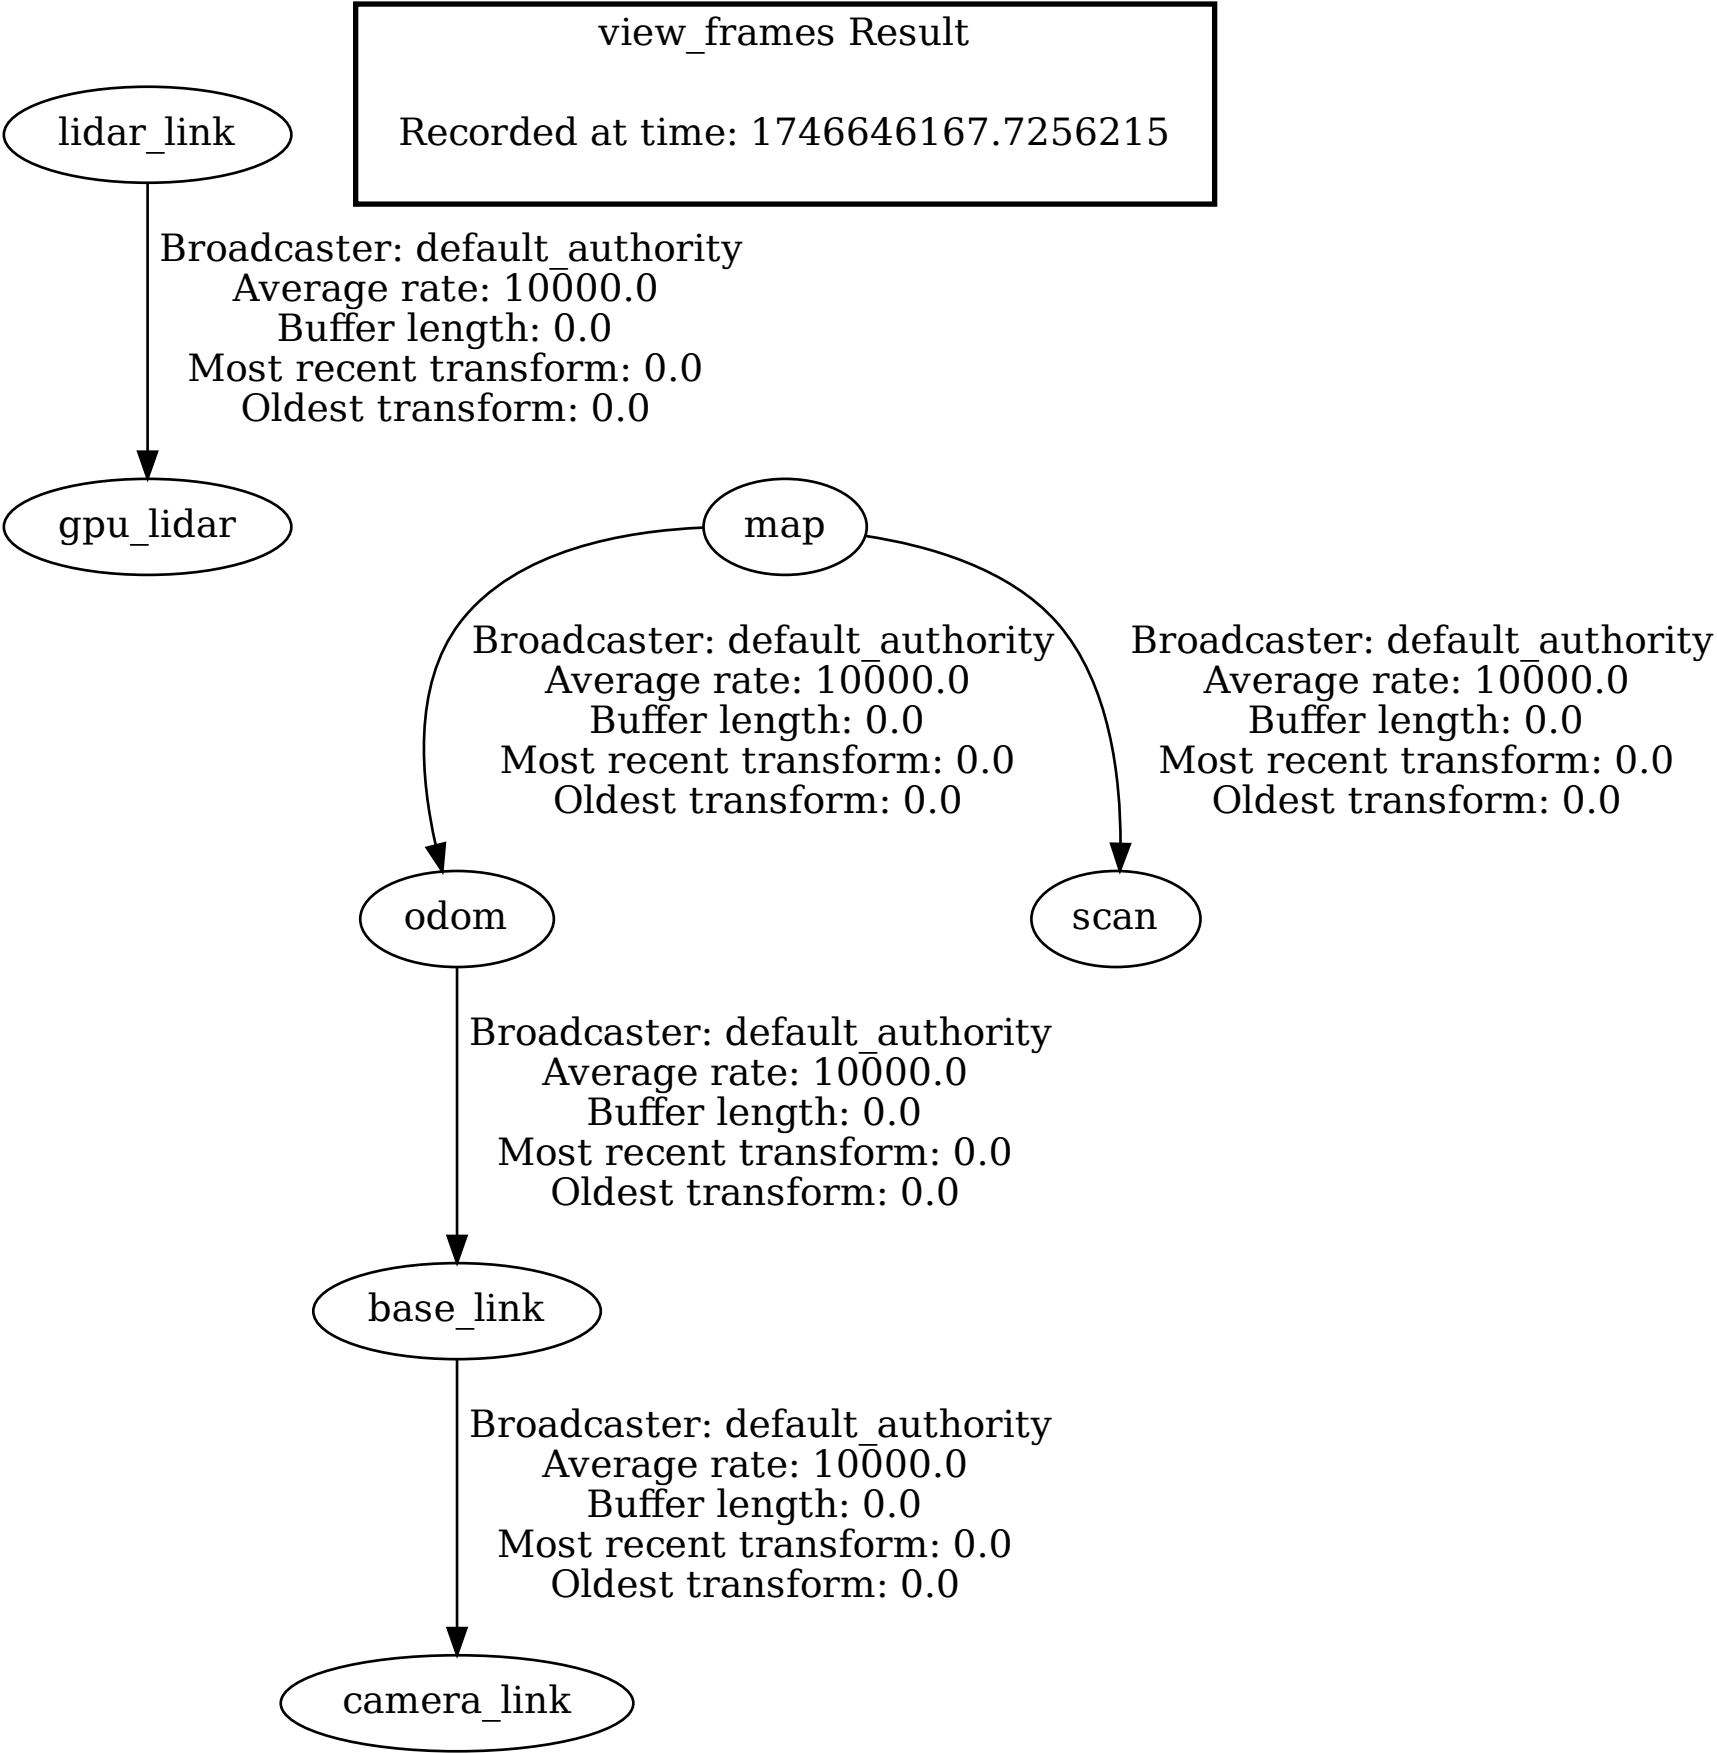 view_frames Result
Recorded at time: 1746646167.7256215
lidar_link
Broadcaster: default_authority
Average rate: 10000.0
Buffer length: 0.0
Most recent transform: 0.0
Oldest transform: 0.0
gpu_lidar
map
Broadcaster: default_authority
Average rate: 10000.0
Buffer length: 0.0
Most recent transform: 0.0
Oldest transform: 0.0
Broadcaster: default_authority
Average rate: 10000.0
Buffer length: 0.0
Most recent transform: 0.0
Oldest transform: 0.0
odom
scan
Broadcaster: default_authority
Average rate: 10000.0
Buffer length: 0.0
Most recent transform: 0.0
Oldest transform: 0.0
base_link
Broadcaster: default_authority
Average rate: 10000.0
Buffer length: 0.0
Most recent transform: 0.0
Oldest transform: 0.0
camera_link